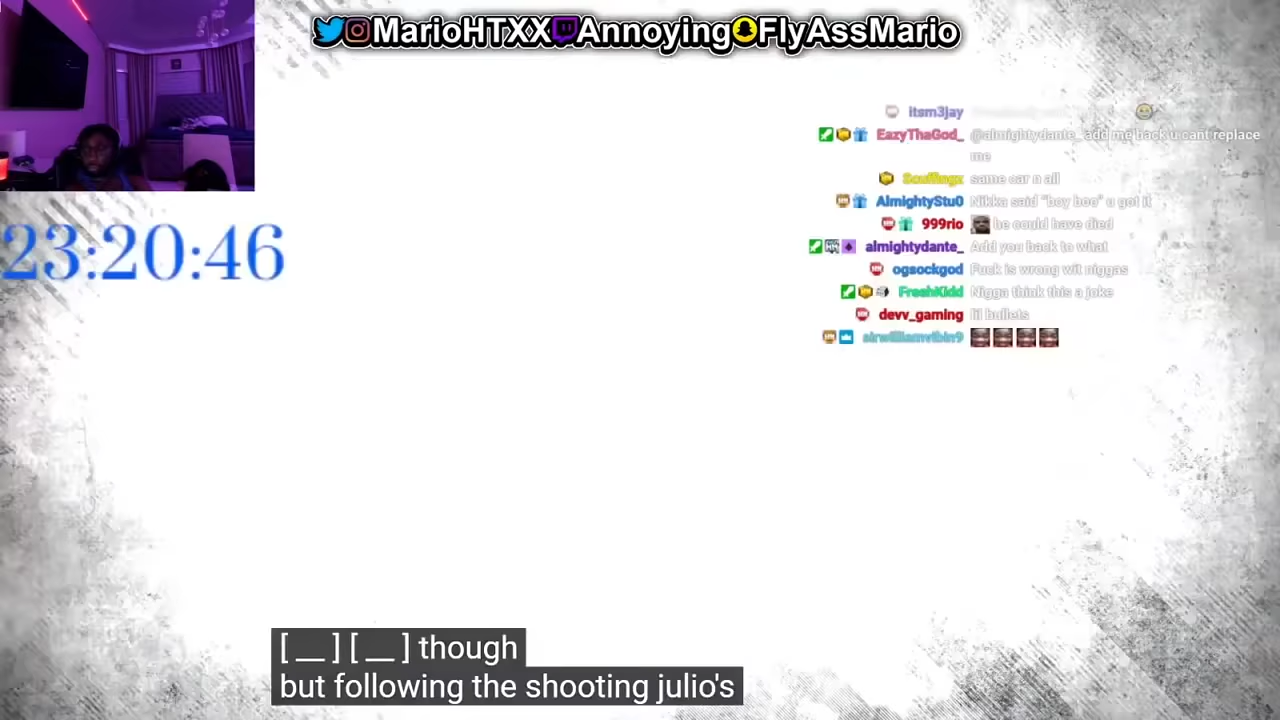 MarioHTXX Annoying FlyAssMario
itsm3jay
EazyThaGod_ @almightydante_ add me back u cant replace
me
Scufflingz same car n all
AlmightyStu0 Nikka said "boy boo" u got it
999rio he could have died
almightydante_ Add you back to what
ogsockgod Fuck is wrong wit niggas
FreshKidd Nigga think this a joke
devv_gaming lil bullets
sirwilliamvibin9
23:20:46
[ __ ] [ __ ] though
but following the shooting julio's